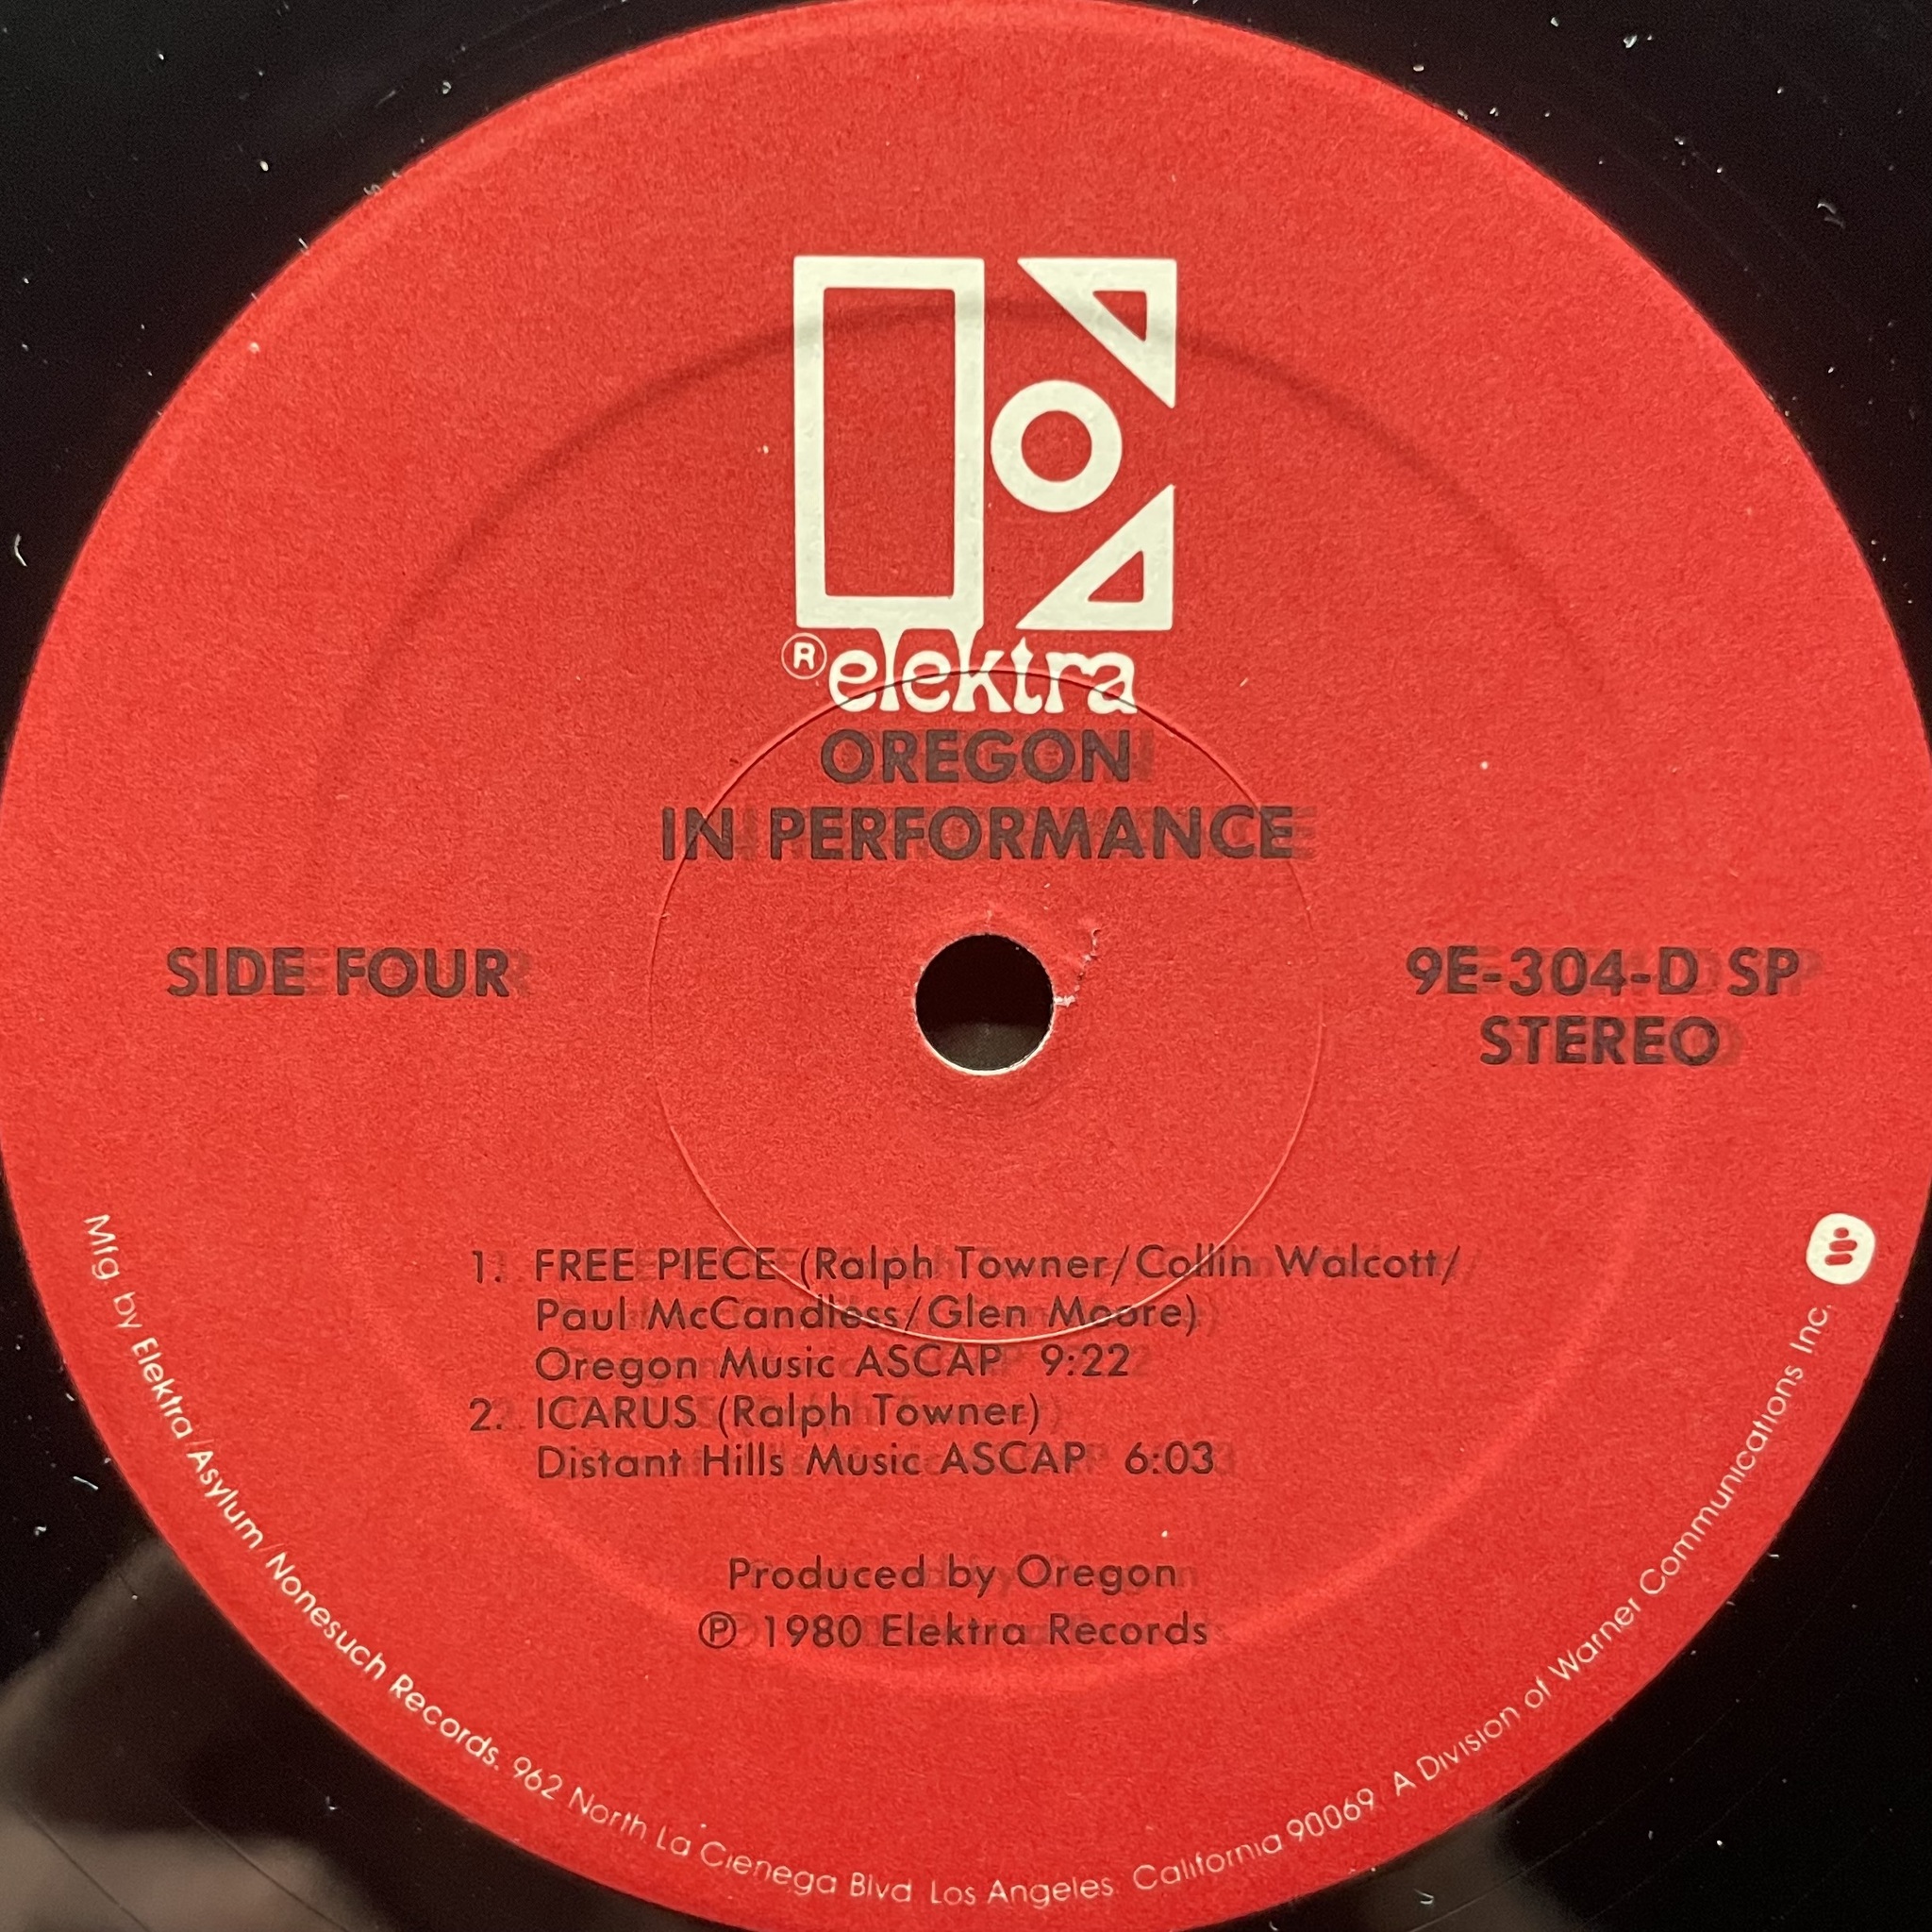 ® elektra
OREGON
IN PERFORMANCE
SIDE FOUR
9E-304-D SP
STEREO
1. FREE PIECE (Ralph Towner/Collin Walcott/
Paul McCandless/Glen Moore)
Oregon Music ASCAP 9:22
2. ICARUS (Ralph Towner)
Distant Hills Music ASCAP 6:03
Produced by Oregon
℗ 1980 Elektra Records
Mfg by Elektra/Asylum/Nonesuch Records. 962 North La Cienega Blvd Los Angeles. California 90069 A Division of Warner Communications Inc.